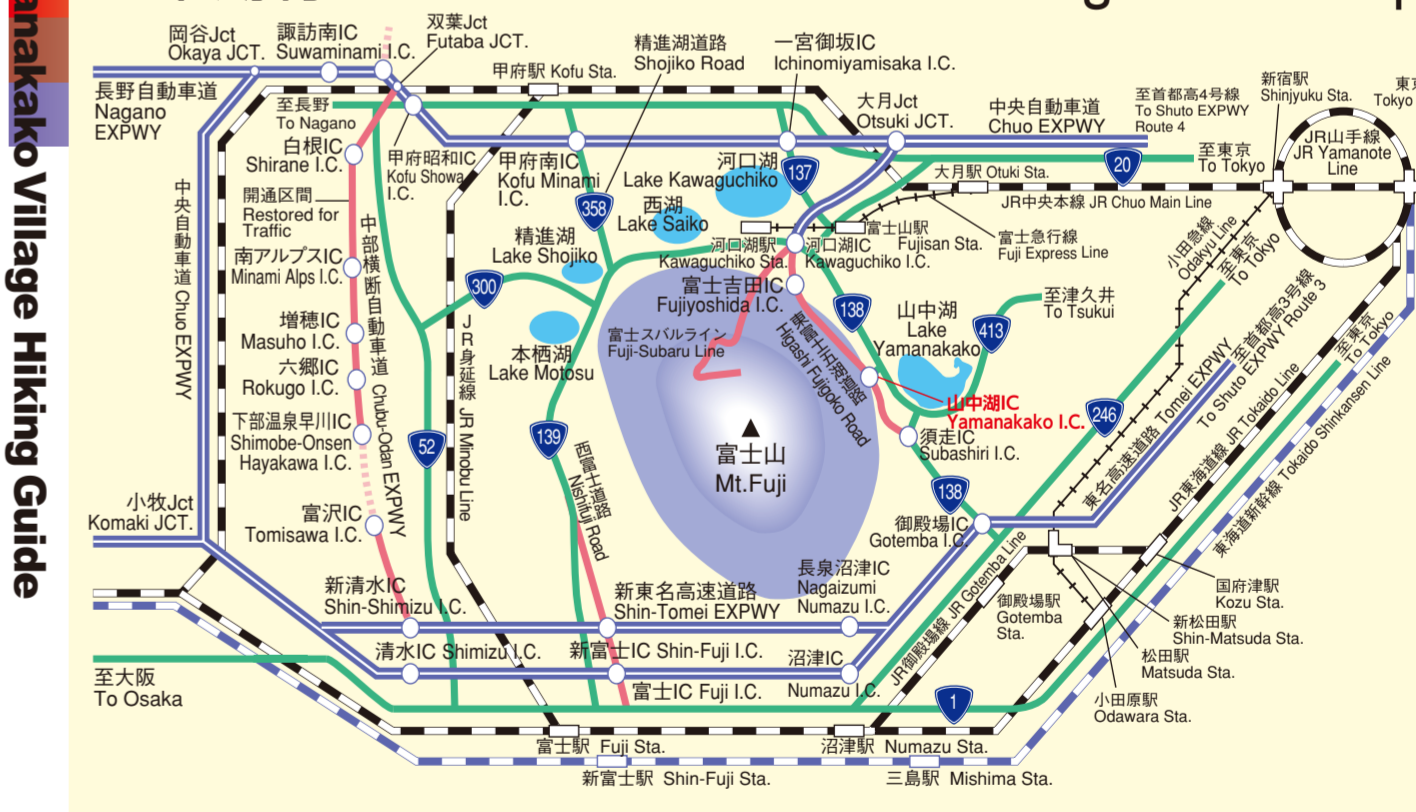 anakako Village Hiking Guide
岡谷Jct
Okaya JCT.
諏訪南IC
Suwaminami I.C.
双葉Jct
Futaba JCT.
精進湖道路
Shojiko Road
一宮御坂IC
Ichinomiyamisaka I.C.
甲府駅 Kofu Sta.
長野自動車道
Nagano
EXPWY
至長野
To Nagano
大月Jct
Otsuki JCT.
中央自動車道
Chuo EXPWY
至首都高4号線
To Shuto EXPWY
Route 4
新宿駅
Shinjyuku Sta.
Tokyo
JR山手線
JR Yamanote
Line
至東京
To Tokyo
20
白根IC
Shirane I.C.
甲府昭和IC
Kofu Showa
I.C.
甲府南IC
Kofu Minami
I.C.
358
河口湖
Lake Kawaguchiko
137
大月駅 Otuki Sta.
JR中央本線 JR Chuo Main Line
中央自動車道 Chuo EXPWY
開通区間
Restored for
Traffic
中部横断自動車道 Chubu-Odan EXPWY
西湖
Lake Saiko
精進湖
Lake Shojiko
河口湖駅
Kawaguchiko Sta.
河口湖IC
Kawaguchiko I.C.
富士山駅
Fujisan Sta.
富士急行線
Fuji Express Line
小田急線
Odakyu Line
至東京
To Tokyo
南アルプスIC
Minami Alps I.C.
300
富士吉田IC
Fujiyoshida I.C.
138
山中湖
Lake
Yamanakako
413
至津久井
To Tsukui
至首都高3号線
To Shuto EXPWY Route 3
至東京
To Tokyo
増穂IC
Masuho I.C.
JR身延線 JR Minobu Line
本栖湖
Lake Motosu
富士スバルライン
Fuji-Subaru Line
東富士五湖道路
Higashi Fujigoko Road
六郷IC
Rokugo I.C.
山中湖IC
Yamanakako I.C.
246
下部温泉早川IC
Shimobe-Onsen
Hayakawa I.C.
52
139
西富士道路
Nishifuji Road
富士山
Mt.Fuji
須走IC
Subashiri I.C.
東名高速道路 Tomei EXPWY
JR東海道線 JR Tokaido Line
東海道新幹線 Tokaido Shinkansen Line
小牧Jct
Komaki JCT.
富沢IC
Tomisawa I.C.
138
御殿場IC
Gotemba I.C.
JR御殿場線 JR Gotemba Line
新清水IC
Shin-Shimizu I.C.
新東名高速道路
Shin-Tomei EXPWY
長泉沼津IC
Nagaizumi
Numazu I.C.
御殿場駅
Gotemba
Sta.
国府津駅
Kozu Sta.
新松田駅
Shin-Matsuda Sta.
松田駅
Matsuda Sta.
小田原駅
Odawara Sta.
清水IC Shimizu I.C.
新富士IC Shin-Fuji I.C.
沼津IC
Numazu I.C.
至大阪
To Osaka
富士IC Fuji I.C.
1
富士駅 Fuji Sta.
沼津駅 Numazu Sta.
新富士駅 Shin-Fuji Sta.
三島駅 Mishima Sta.